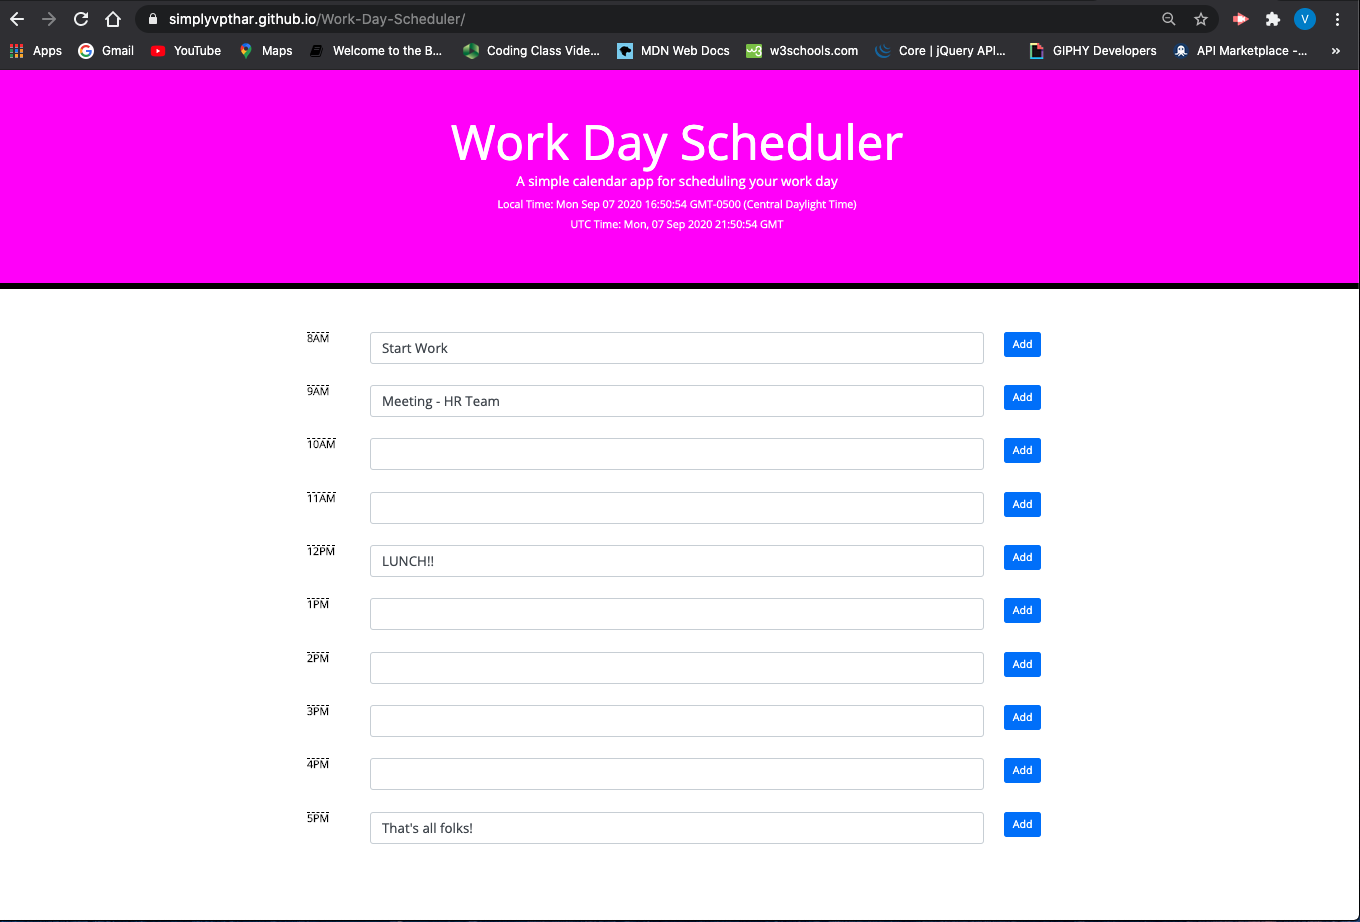 simplyvpthar.github.io/Work-Day-Scheduler/
V
Apps Gmail YouTube Maps Welcome to the B... Coding Class Vide... MDN Web Docs w3schools.com Core | jQuery API... GIPHY Developers API Marketplace -... »
Work Day Scheduler
A simple calendar app for scheduling your work day
Local Time: Mon Sep 07 2020 16:50:54 GMT-0500 (Central Daylight Time)
UTC Time: Mon, 07 Sep 2020 21:50:54 GMT
8AM Start Work Add
9AM Meeting - HR Team Add
10AM Add
11AM Add
12PM LUNCH!! Add
1PM Add
2PM Add
3PM Add
4PM Add
5PM That's all folks! Add